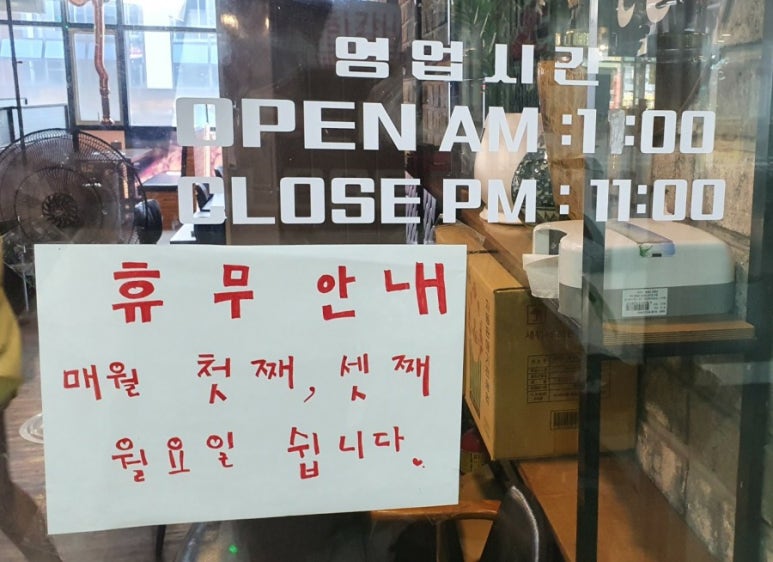 영업시간
OPEN AM :11:00
CLOSE PM : 11:00
휴무 안내
매월 첫째, 셋째
월요일 쉽니다.